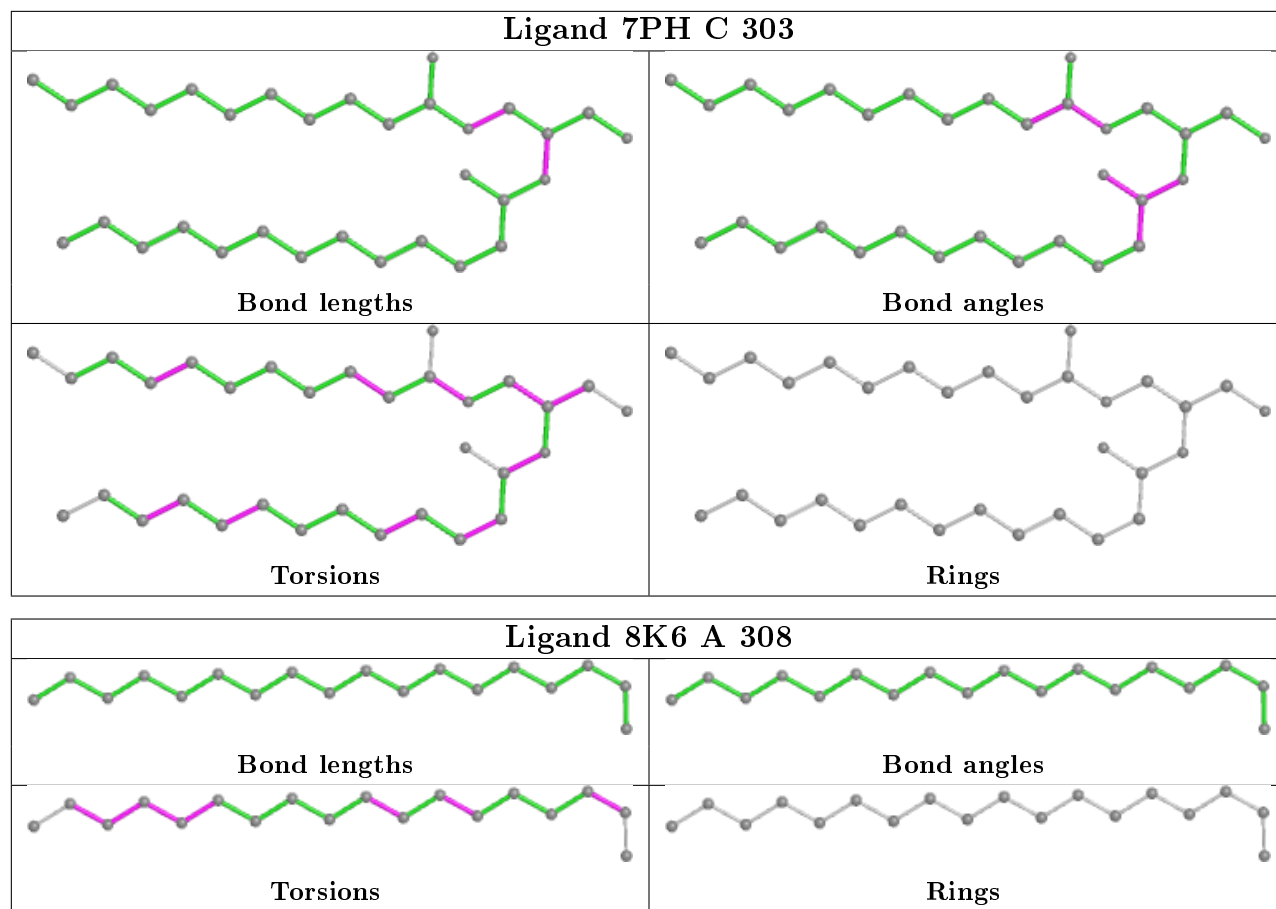 Ligand 7PH C 303
Bond lengths
Bond angles
Torsions
Rings
Ligand 8K6 A 308
Bond lengths
Bond angles
Torsions
Rings